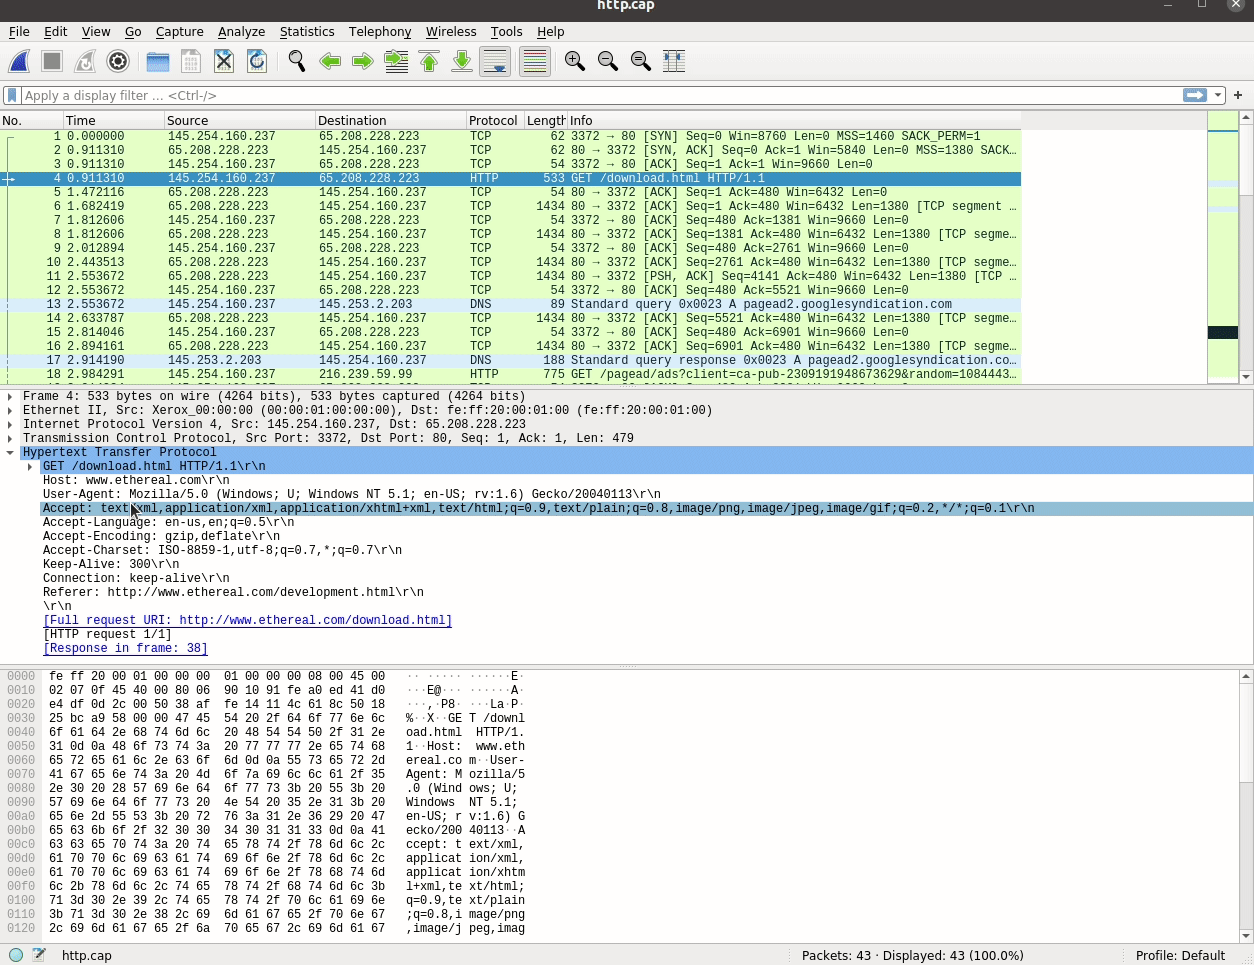 http.cap
File Edit View Go Capture Analyze Statistics Telephony Wireless Tools Help
Apply a display filter ... <Ctrl-/>
No. Time Source Destination Protocol Length Info
1 0.000000 145.254.160.237 65.208.228.223 TCP 62 3372 → 80 [SYN] Seq=0 Win=8760 Len=0 MSS=1460 SACK_PERM=1
2 0.911310 65.208.228.223 145.254.160.237 TCP 62 80 → 3372 [SYN, ACK] Seq=0 Ack=1 Win=5840 Len=0 MSS=1380 SACK…
3 0.911310 145.254.160.237 65.208.228.223 TCP 54 3372 → 80 [ACK] Seq=1 Ack=1 Win=9660 Len=0
4 0.911310 145.254.160.237 65.208.228.223 HTTP 533 GET /download.html HTTP/1.1
5 1.472116 65.208.228.223 145.254.160.237 TCP 54 80 → 3372 [ACK] Seq=1 Ack=480 Win=6432 Len=0
6 1.682419 65.208.228.223 145.254.160.237 TCP 1434 80 → 3372 [ACK] Seq=1 Ack=480 Win=6432 Len=1380 [TCP segment …
7 1.812606 145.254.160.237 65.208.228.223 TCP 54 3372 → 80 [ACK] Seq=480 Ack=1381 Win=9660 Len=0
8 1.812606 65.208.228.223 145.254.160.237 TCP 1434 80 → 3372 [ACK] Seq=1381 Ack=480 Win=6432 Len=1380 [TCP segme…
9 2.012894 145.254.160.237 65.208.228.223 TCP 54 3372 → 80 [ACK] Seq=480 Ack=2761 Win=9660 Len=0
10 2.443513 65.208.228.223 145.254.160.237 TCP 1434 80 → 3372 [ACK] Seq=2761 Ack=480 Win=6432 Len=1380 [TCP segme…
11 2.553672 65.208.228.223 145.254.160.237 TCP 1434 80 → 3372 [PSH, ACK] Seq=4141 Ack=480 Win=6432 Len=1380 [TCP …
12 2.553672 145.254.160.237 65.208.228.223 TCP 54 3372 → 80 [ACK] Seq=480 Ack=5521 Win=9660 Len=0
13 2.553672 145.254.160.237 145.253.2.203 DNS 89 Standard query 0x0023 A pagead2.googlesyndication.com
14 2.633787 65.208.228.223 145.254.160.237 TCP 1434 80 → 3372 [ACK] Seq=5521 Ack=480 Win=6432 Len=1380 [TCP segme…
15 2.814046 145.254.160.237 65.208.228.223 TCP 54 3372 → 80 [ACK] Seq=480 Ack=6901 Win=9660 Len=0
16 2.894161 65.208.228.223 145.254.160.237 TCP 1434 80 → 3372 [ACK] Seq=6901 Ack=480 Win=6432 Len=1380 [TCP segme…
17 2.914190 145.253.2.203 145.254.160.237 DNS 188 Standard query response 0x0023 A pagead2.googlesyndication.co…
18 2.984291 145.254.160.237 216.239.59.99 HTTP 775 GET /pagead/ads?client=ca-pub-2309191948673629&random=1084443…
Frame 4: 533 bytes on wire (4264 bits), 533 bytes captured (4264 bits)
Ethernet II, Src: Xerox_00:00:00 (00:00:01:00:00:00), Dst: fe:ff:20:00:01:00 (fe:ff:20:00:01:00)
Internet Protocol Version 4, Src: 145.254.160.237, Dst: 65.208.228.223
Transmission Control Protocol, Src Port: 3372, Dst Port: 80, Seq: 1, Ack: 1, Len: 479
Hypertext Transfer Protocol
GET /download.html HTTP/1.1\r\n
Host: www.ethereal.com\r\n
User-Agent: Mozilla/5.0 (Windows; U; Windows NT 5.1; en-US; rv:1.6) Gecko/20040113\r\n
Accept: text/xml,application/xml,application/xhtml+xml,text/html;q=0.9,text/plain;q=0.8,image/png,image/jpeg,image/gif;q=0.2,*/*;q=0.1\r\n
Accept-Language: en-us,en;q=0.5\r\n
Accept-Encoding: gzip,deflate\r\n
Accept-Charset: ISO-8859-1,utf-8;q=0.7,*;q=0.7\r\n
Keep-Alive: 300\r\n
Connection: keep-alive\r\n
Referer: http://www.ethereal.com/development.html\r\n
\r\n
[Full request URI: http://www.ethereal.com/download.html]
[HTTP request 1/1]
[Response in frame: 38]
0000 fe ff 20 00 01 00 00 00 01 00 00 00 08 00 45 00 ·· ····· ······E·
0010 02 07 0f 45 40 00 80 06 90 10 91 fe a0 ed 41 d0 ···E@··· ······A·
0020 e4 df 0d 2c 00 50 38 af fe 14 11 4c 61 8c 50 18 ···,·P8· ···La·P·
0030 25 bc a9 58 00 00 47 45 54 20 2f 64 6f 77 6e 6c %··X··GE T /downl
0040 6f 61 64 2e 68 74 6d 6c 20 48 54 54 50 2f 31 2e oad.html HTTP/1.
0050 31 0d 0a 48 6f 73 74 3a 20 77 77 77 2e 65 74 68 1··Host: www.eth
0060 65 72 65 61 6c 2e 63 6f 6d 0d 0a 55 73 65 72 2d ereal.co m··User-
0070 41 67 65 6e 74 3a 20 4d 6f 7a 69 6c 6c 61 2f 35 Agent: M ozilla/5
0080 2e 30 20 28 57 69 6e 64 6f 77 73 3b 20 55 3b 20 .0 (Wind ows; U;
0090 57 69 6e 64 6f 77 73 20 4e 54 20 35 2e 31 3b 20 Windows NT 5.1;
00a0 65 6e 2d 55 53 3b 20 72 76 3a 31 2e 36 29 20 47 en-US; r v:1.6) G
00b0 65 63 6b 6f 2f 32 30 30 34 30 31 31 33 0d 0a 41 ecko/200 40113··A
00c0 63 63 65 70 74 3a 20 74 65 78 74 2f 78 6d 6c 2c ccept: t ext/xml,
00d0 61 70 70 6c 69 63 61 74 69 6f 6e 2f 78 6d 6c 2c applicat ion/xml,
00e0 61 70 70 6c 69 63 61 74 69 6f 6e 2f 78 68 74 6d applicat ion/xhtm
00f0 6c 2b 78 6d 6c 2c 74 65 78 74 2f 68 74 6d 6c 3b l+xml,te xt/html;
0100 71 3d 30 2e 39 2c 74 65 78 74 2f 70 6c 61 69 6e q=0.9,te xt/plain
0110 3b 71 3d 30 2e 38 2c 69 6d 61 67 65 2f 70 6e 67 ;q=0.8,i mage/png
0120 2c 69 6d 61 67 65 2f 6a 70 65 67 2c 69 6d 61 67 ,image/j peg,imag
http.cap Packets: 43 · Displayed: 43 (100.0%) Profile: Default